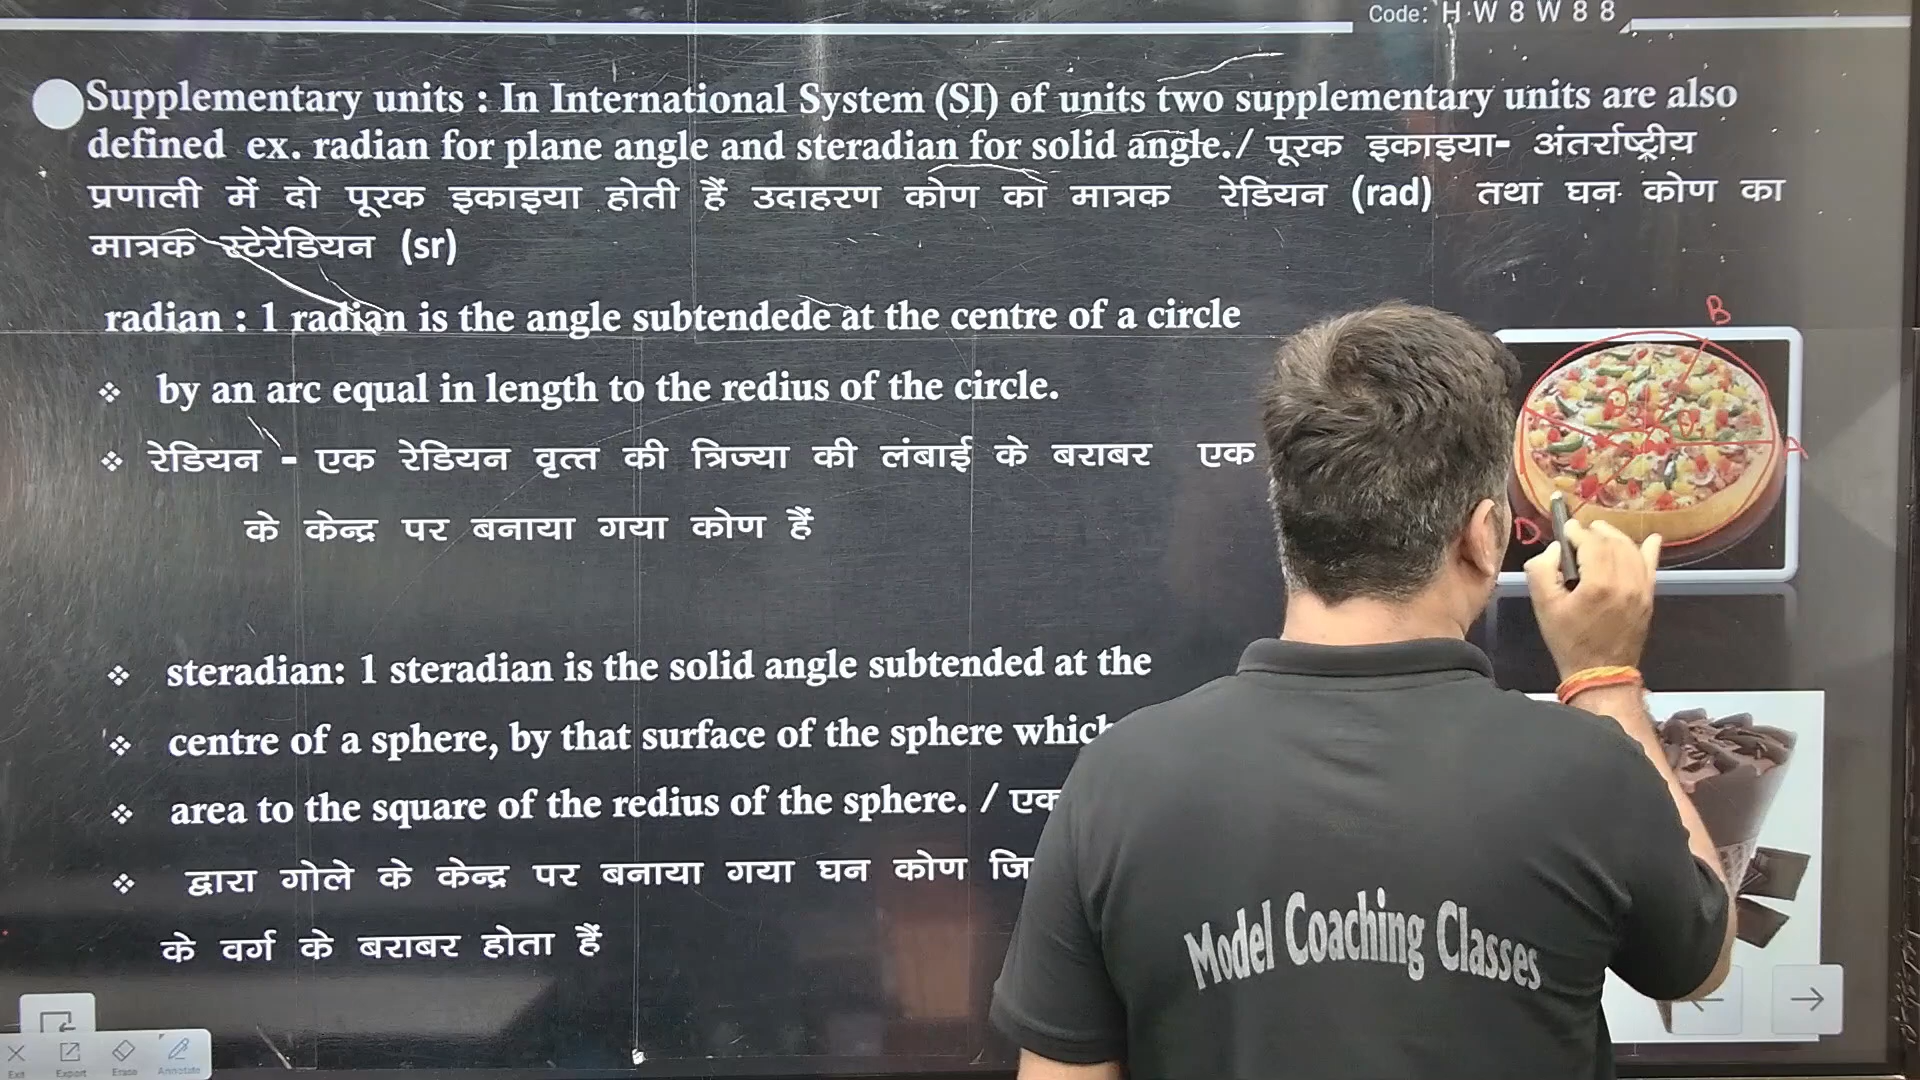 Code: H W 8 W 8 8
Supplementary units : In International System (SI) of units two supplementary units are also
defined ex. radian for plane angle and steradian for solid angle./ पूरक इकाइया- अंतर्राष्ट्रीय
प्रणाली में दो पूरक इकाइया होती हैं उदाहरण कोण का मात्रक रेडियन (rad) तथा घन कोण का
मात्रक स्टेरेडियन (sr)
radian : 1 radian is the angle subtendede at the centre of a circle
❖ by an arc equal in length to the redius of the circle.
❖ रेडियन - एक रेडियन वृत्त की त्रिज्या की लंबाई के बराबर एक
के केन्द्र पर बनाया गया कोण हैं
B
A
D
❖ steradian: 1 steradian is the solid angle subtended at the
❖ centre of a sphere, by that surface of the sphere which
❖ area to the square of the redius of the sphere. / एक
❖ द्वारा गोले के केन्द्र पर बनाया गया घन कोण
के वर्ग के बराबर होता हैं
Model Coaching Classes
Exit Export Erase Annotate